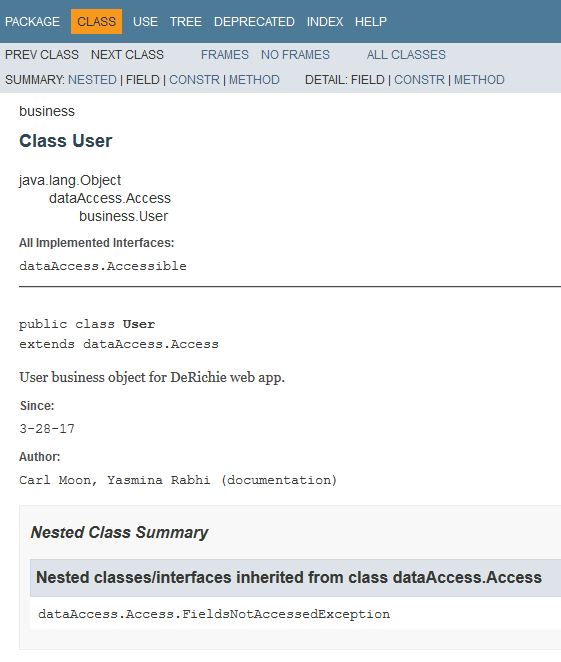 PACKAGE CLASS USE TREE DEPRECATED INDEX HELP
PREV CLASS NEXT CLASS FRAMES NO FRAMES ALL CLASSES
SUMMARY: NESTED | FIELD | CONSTR | METHOD DETAIL: FIELD | CONSTR | METHOD
business
Class User
java.lang.Object
dataAccess.Access
business.User
All Implemented Interfaces:
dataAccess.Accessible
public class User
extends dataAccess.Access
User business object for DeRichie web app.
Since:
3-28-17
Author:
Carl Moon, Yasmina Rabhi (documentation)
Nested Class Summary
Nested classes/interfaces inherited from class dataAccess.Access
dataAccess.Access.FieldsNotAccessedException